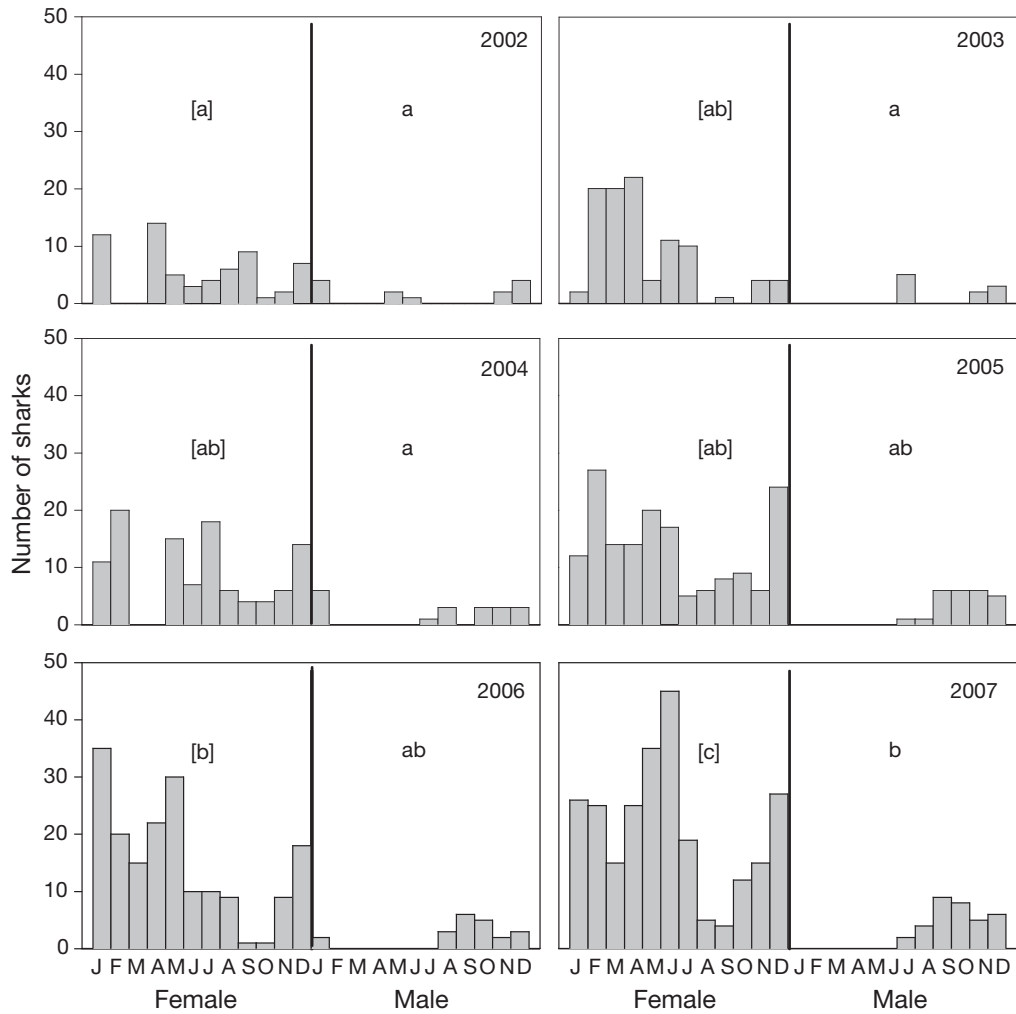 50
40
30
20
10
0
2002
[a]
a
2003
[ab]
a
50
40
30
20
10
0
2004
[ab]
a
2005
[ab]
ab
Number of sharks
50
40
30
20
10
0
2006
[b]
ab
2007
[c]
b
J F M A M J J A S O N D J F M A M J J A S O N D
J F M A M J J A S O N D J F M A M J J A S O N D
Female Male
Female Male